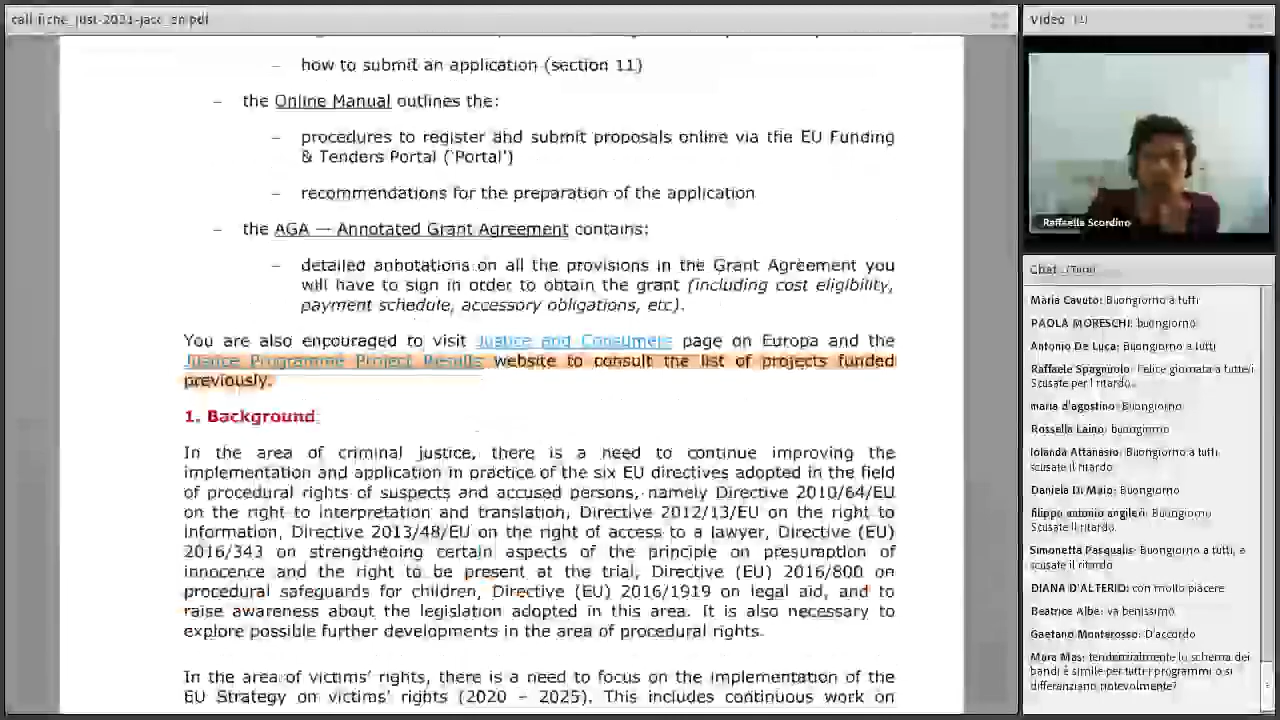 call fiche_just-2021-jacc_en.pdf
how to submit an application (section 11)
– the Online Manual outlines the:
– procedures to register and submit proposals online via the EU Funding
& Tenders Portal ('Portal')
– recommendations for the preparation of the application
– the AGA — Annotated Grant Agreement contains:
– detailed annotations on all the provisions in the Grant Agreement you
will have to sign in order to obtain the grant (including cost eligibility,
payment schedule, accessory obligations, etc).
You are also encouraged to visit Justice and Consumers page on Europa and the
Justice Programme Project Results website to consult the list of projects funded
previously.
1. Background
In the area of criminal justice, there is a need to continue improving the
implementation and application in practice of the six EU directives adopted in the field
of procedural rights of suspects and accused persons, namely Directive 2010/64/EU
on the right to interpretation and translation, Directive 2012/13/EU on the right to
information, Directive 2013/48/EU on the right of access to a lawyer, Directive (EU)
2016/343 on strengthening certain aspects of the principle on presumption of
innocence and the right to be present at the trial, Directive (EU) 2016/800 on
procedural safeguards for children, Directive (EU) 2016/1919 on legal aid, and to
raise awareness about the legislation adopted in this area. It is also necessary to
explore possible further developments in the area of procedural rights.
In the area of victims' rights, there is a need to focus on the implementation of the
EU Strategy on victims' rights (2020 – 2025). This includes continuous work on
Video
Raffaella Scordino
Chat
Maria Cavuto: Buongiorno a tutti
PAOLA MORESCHI: buongiorno
Antonio De Luca: Buongiorno a tutti
Raffaele Spagnuolo: Felice giornata a tutte/i
Scusate per l ritardo..
maria d'agostino: Buongiorno
Rossella Laino: buongiorno
Iolanda Attanasio: Buongiorno a tutti
scusate il ritardo
Daniela Di Maio: Buongiorno
filippo antonio angileri: Buongiorno
Scusate il ritardo.
Simonetta Pasqualis: Buongiorno a tutti, e
scusate il ritardo
DIANA D'ALTERIO: con molto piacere
Beatrice Albe: va benissimo
Gaetano Monterosso: D'accordo
Mara Mas: tendenzialmente lo schema dei
bandi è simile per tutti i programmi o si
differenziano notevolmente?